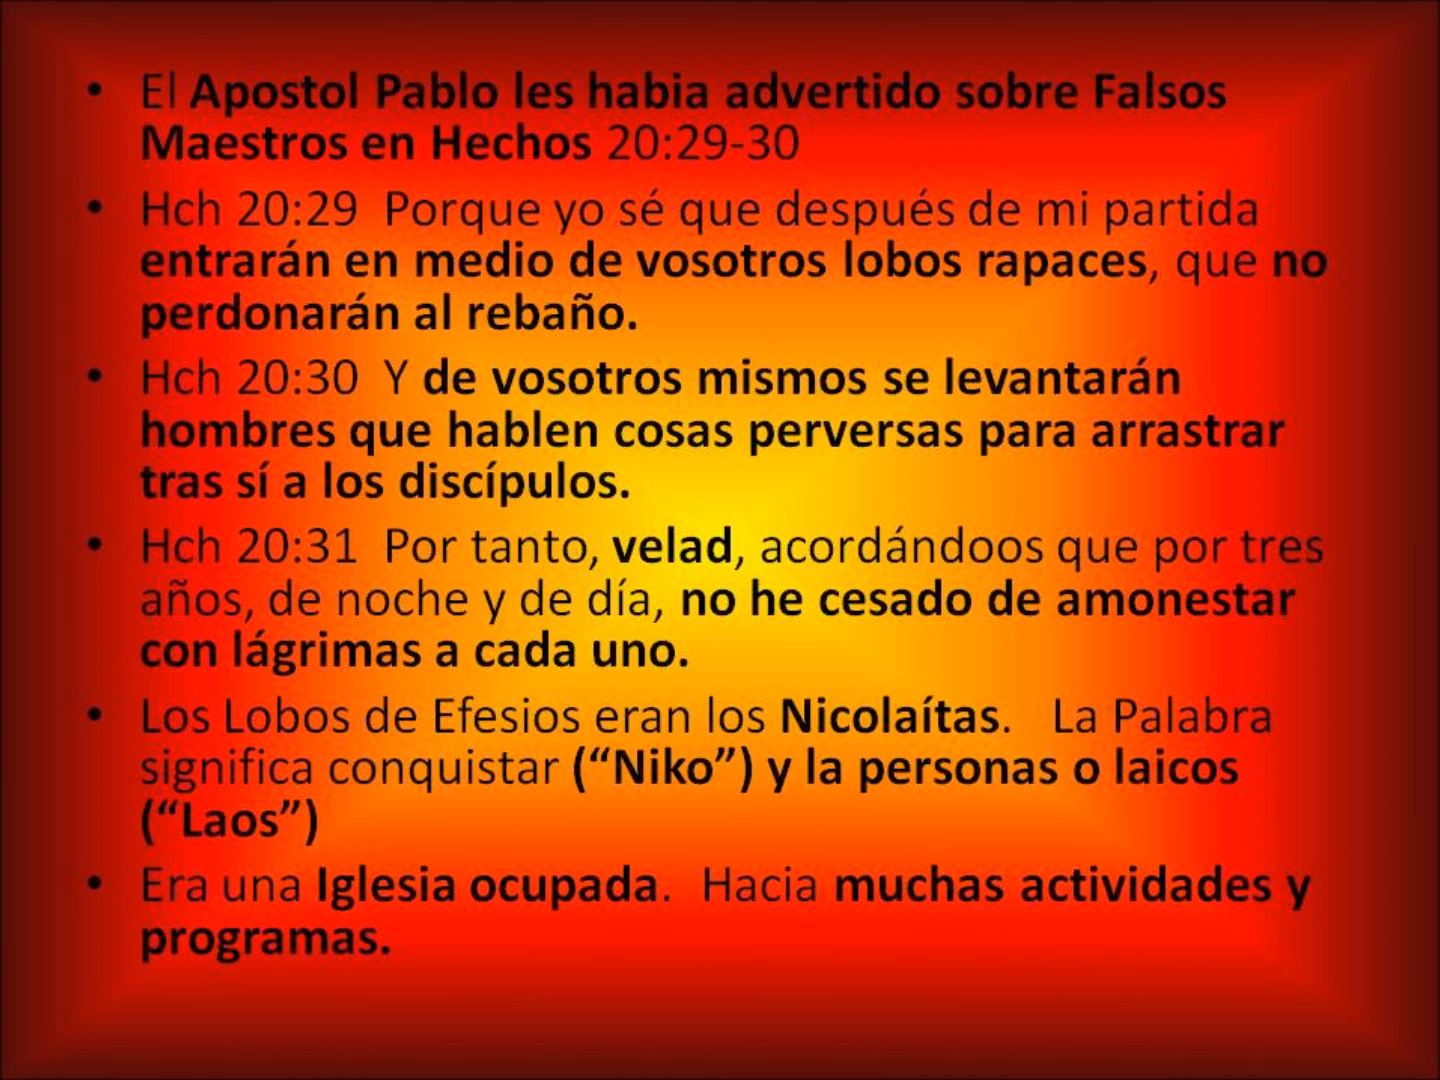 • El Apostol Pablo les habia advertido sobre Falsos
Maestros en Hechos 20:29-30
• Hch 20:29  Porque yo sé que después de mi partida
entrarán en medio de vosotros lobos rapaces, que no
perdonarán al rebaño.
• Hch 20:30  Y de vosotros mismos se levantarán
hombres que hablen cosas perversas para arrastrar
tras sí a los discípulos.
• Hch 20:31  Por tanto, velad, acordándoos que por tres
años, de noche y de día, no he cesado de amonestar
con lágrimas a cada uno.
• Los Lobos de Efesios eran los Nicolaítas.   La Palabra
significa conquistar (“Niko”) y la personas o laicos
(“Laos”)
• Era una Iglesia ocupada.  Hacia muchas actividades y
programas.